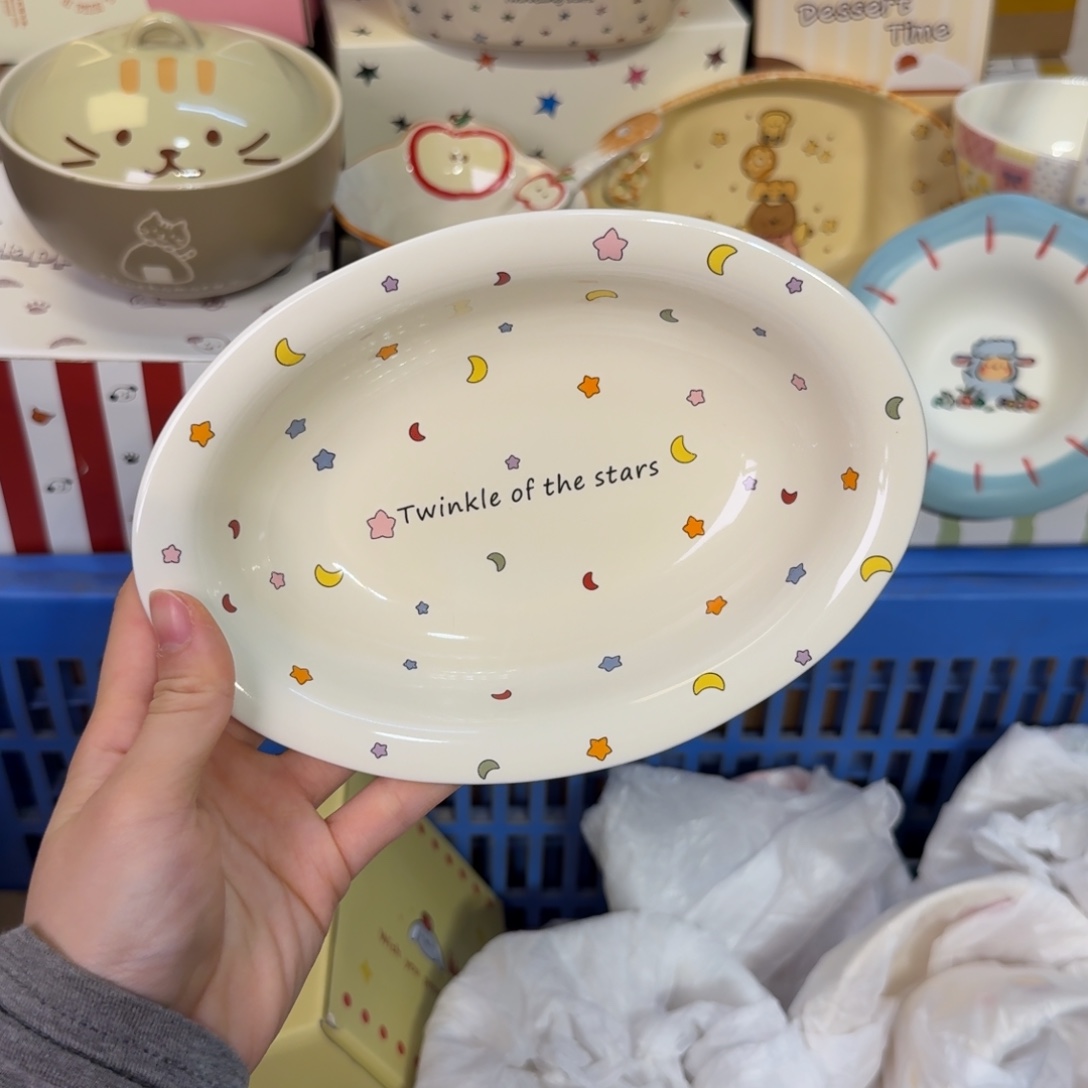 Dessert
Time
Twinkle of the stars